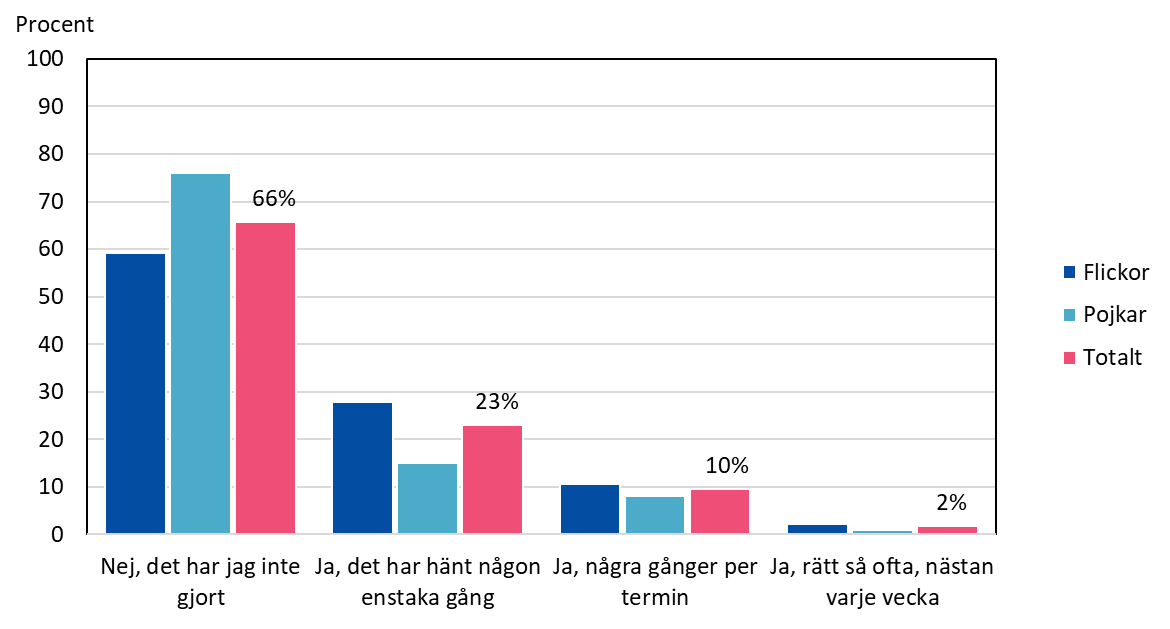 Procent
100
90
80
70
60
50
40
30
20
10
0
66%
23%
10%
2%
Nej, det har jag inte
gjort
Ja, det har hänt någon
enstaka gång
Ja, några gånger per
termin
Ja, rätt så ofta, nästan
varje vecka
Flickor
Pojkar
Totalt